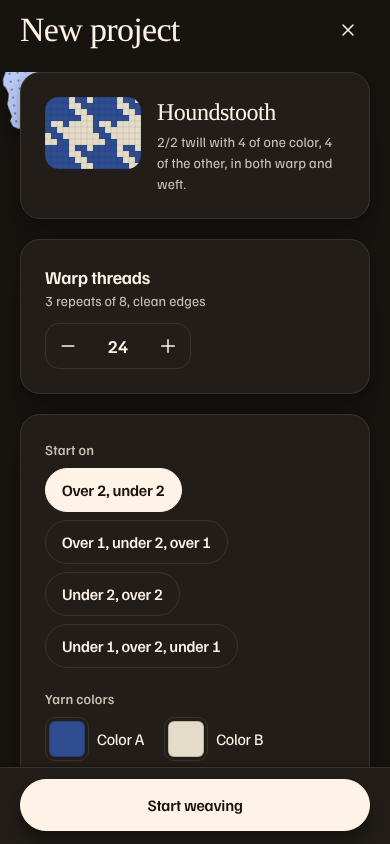 New project
Houndstooth
2/2 twill with 4 of one color, 4
of the other, in both warp and
weft.
Warp threads
3 repeats of 8, clean edges
24
Start on
Over 2, under 2
Over 1, under 2, over 1
Under 2, over 2
Under 1, over 2, under 1
Yarn colors
Color A
Color B
Start weaving